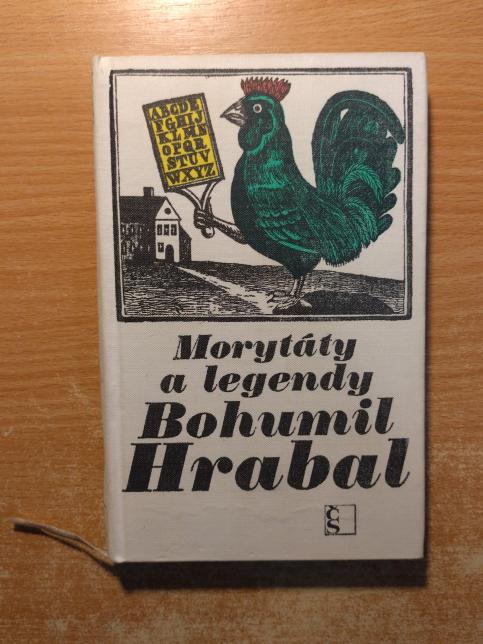 ABCDE
FGHIJ
KLMN
OPQR
STUV
WXYZ
Morytáty
a legendy
Bohumil
Hrabal
ČS